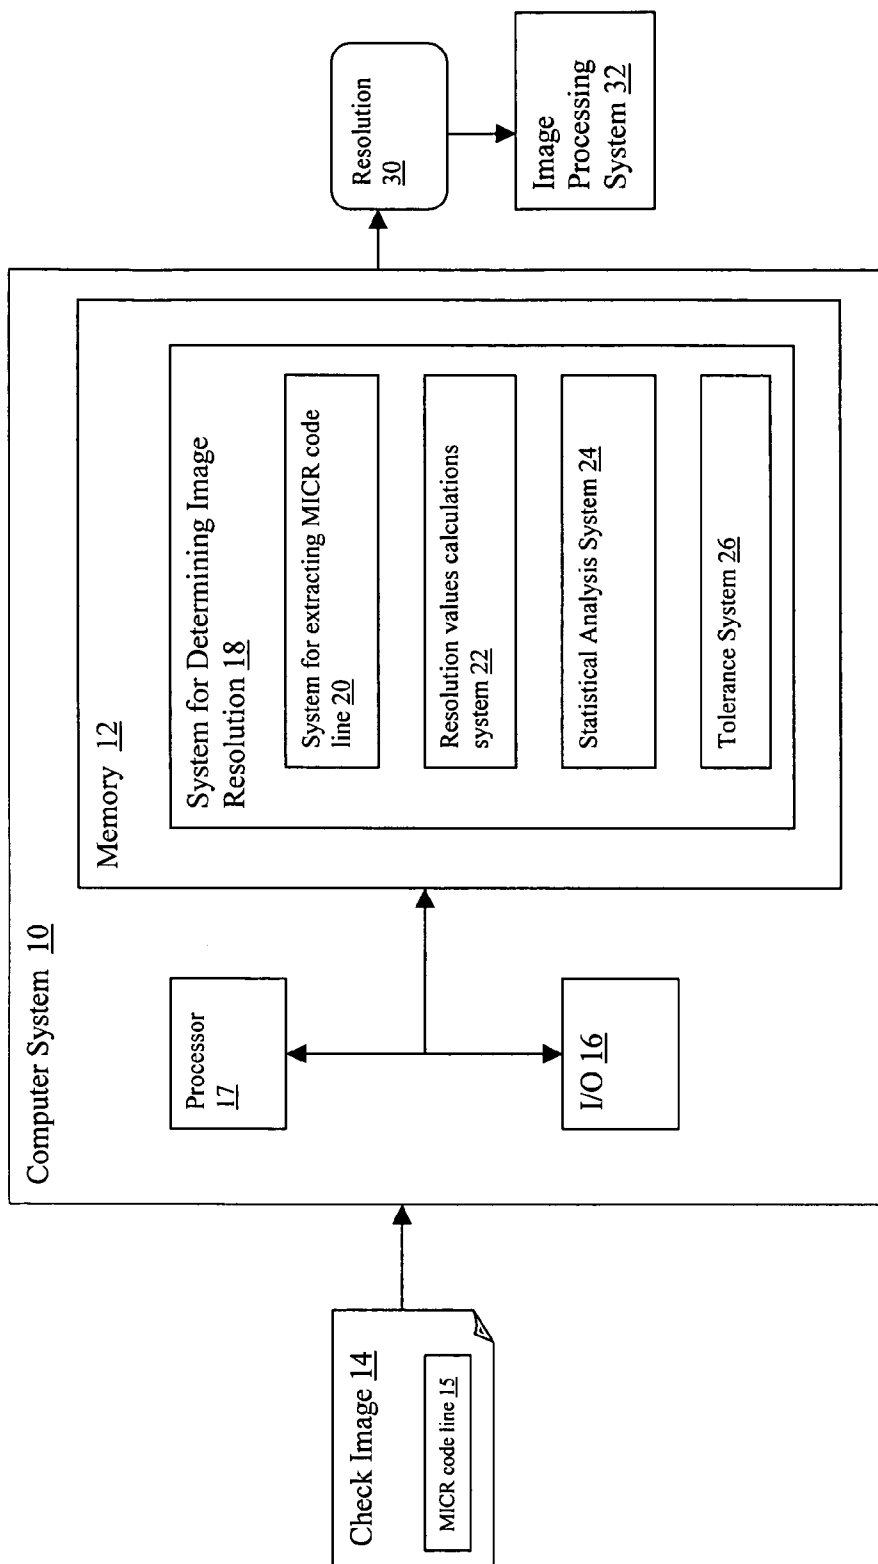 Computer System 10
Check Image 14
MICR code line 15
Processor
17
I/O 16
Memory 12
System for Determining Image
Resolution 18
System for extracting MICR code
line 20
Resolution values calculations
system 22
Statistical Analysis System 24
Tolerance System 26
Resolution
30
Image
Processing
System 32